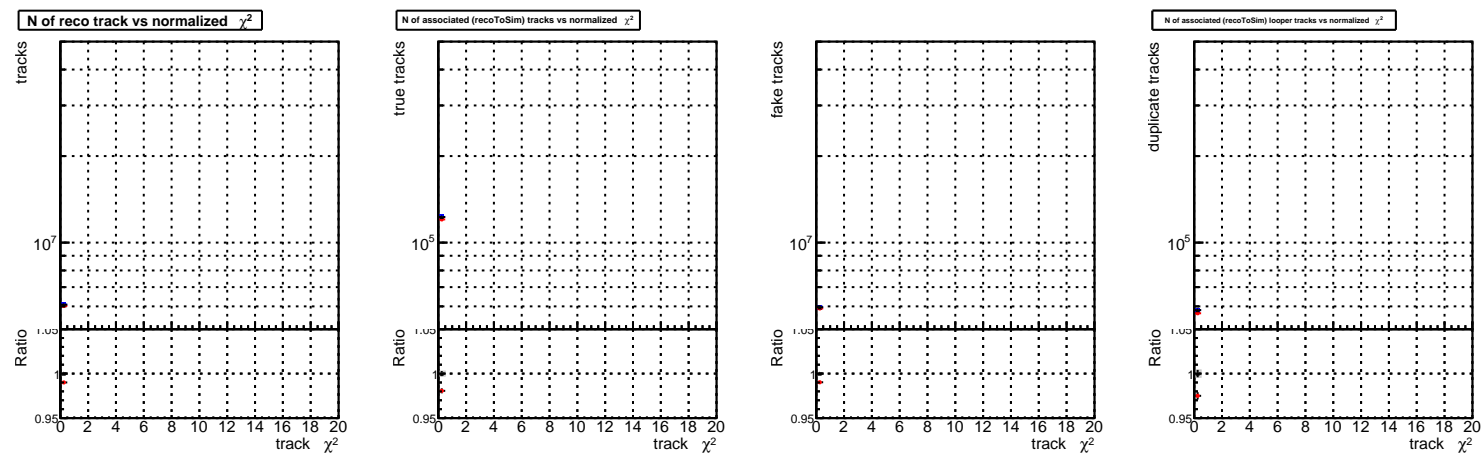 N of reco track vs normalized χ²
tracks
10⁷
Ratio
1.05
1
0.95
0 2 4 6 8 10 12 14 16 18 20
track χ²
N of associated (recoToSim) tracks vs normalized χ²
true tracks
10⁵
Ratio
1.05
1
0.95
0 2 4 6 8 10 12 14 16 18 20
track χ²
fake tracks
10⁷
Ratio
1.05
1
0.95
0 2 4 6 8 10 12 14 16 18 20
track χ²
N of associated (recoToSim) looper tracks vs normalized χ²
duplicate tracks
10⁵
Ratio
1.05
1
0.95
0 2 4 6 8 10 12 14 16 18 20
track χ²